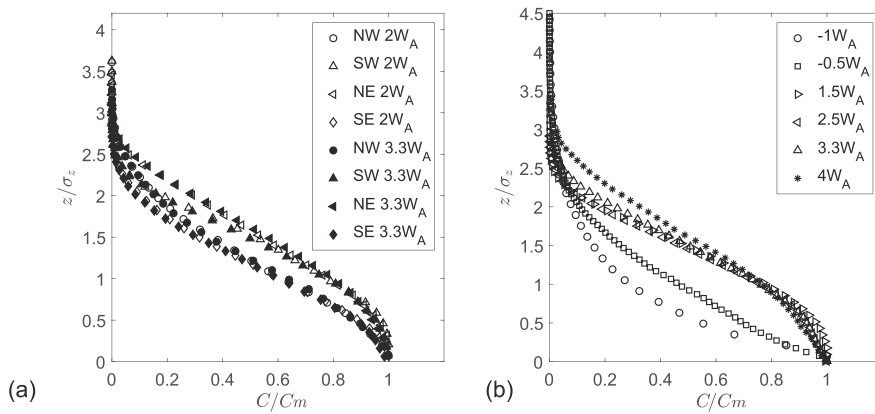 4
3.5
3
2.5
2
1.5
1
0.5
0
z/σz
0 0.2 0.4 0.6 0.8 1
C/Cm
(a)
NW 2WA
SW 2WA
NE 2WA
SE 2WA
NW 3.3WA
SW 3.3WA
NE 3.3WA
SE 3.3WA
4.5
4
3.5
3
2.5
2
1.5
1
0.5
0
z/σz
0 0.2 0.4 0.6 0.8 1
C/Cm
(b)
-1WA
-0.5WA
1.5WA
2.5WA
3.3WA
4WA